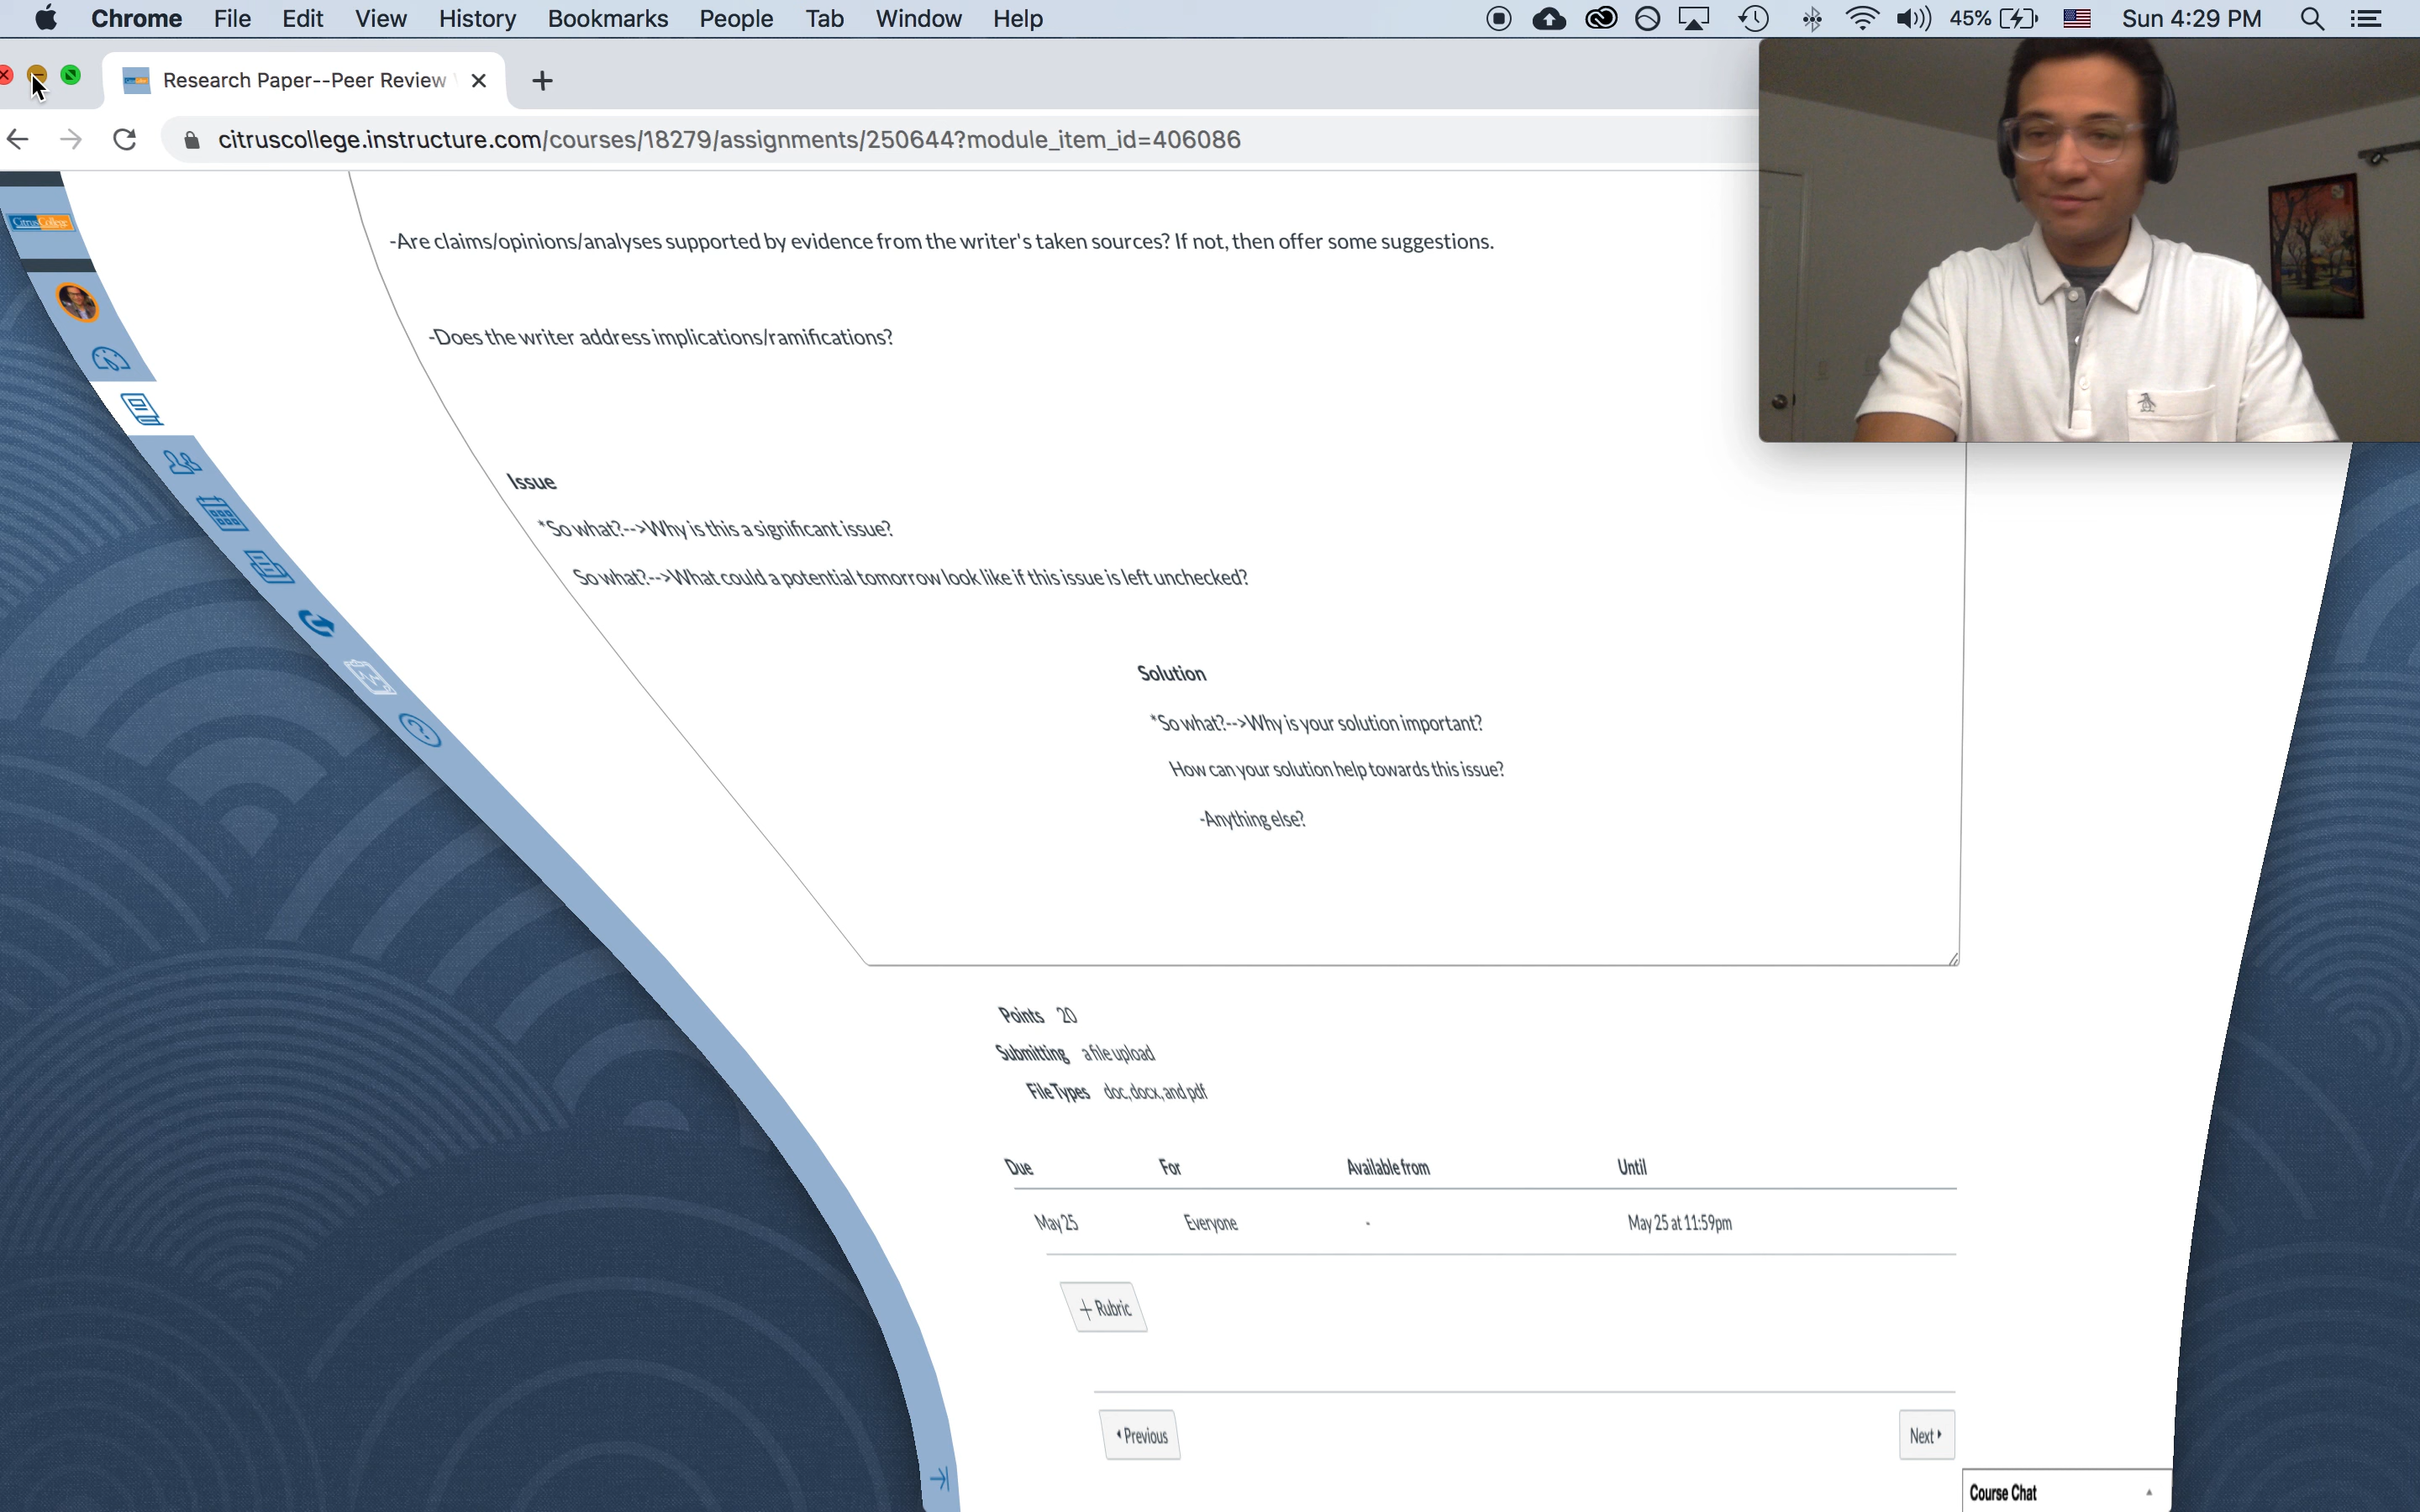 Chrome File Edit View History Bookmarks People Tab Window Help 45% Sun 4:29 PM
Research Paper--Peer Review
citruscollege.instructure.com/courses/18279/assignments/250644?module_item_id=406086
Citrus College
-Are claims/opinions/analyses supported by evidence from the writer's taken sources? If not, then offer some suggestions.
-Does the writer address implications/ramifications?
Issue
*So what?-->Why is this a significant issue?
So what?-->What could a potential tomorrow look like if this issue is left unchecked?
Solution
*So what?-->Why is your solution important?
How can your solution help towards this issue?
-Anything else?
Points 20
Submitting a file upload
File Types doc, docx, and pdf
Due For Available from Until
May 25 Everyone - May 25 at 11:59pm
+ Rubric
Previous Next
Course Chat